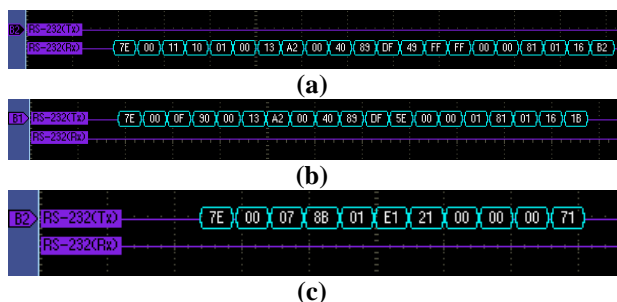 B2 RS-232(Tx)
RS-232(Rx) 7E 00 11 10 01 00 13 A2 00 40 89 DF 49 FF FF 00 00 81 01 16 B2
(a)
B1 RS-232(Tx) 7E 00 0F 90 00 13 A2 00 40 89 DF 5E 00 00 01 81 01 16 1B
RS-232(Rx)
(b)
B2 RS-232(Tx) 7E 00 07 8B 01 E1 21 00 00 00 71
RS-232(Rx)
(c)